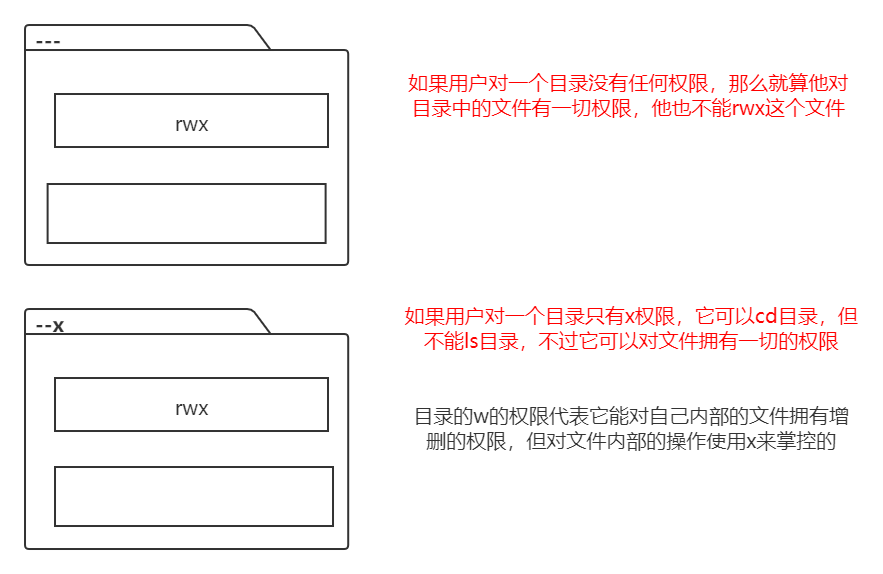 ---
rwx
如果用户对一个目录没有任何权限，那么就算他对
目录中的文件有一切权限，他也不能rwx这个文件
--x
rwx
如果用户对一个目录只有x权限，它可以cd目录，但
不能ls目录，不过它可以对文件拥有一切的权限
目录的w的权限代表它能对自己内部的文件拥有增
删的权限，但对文件内部的操作使用x来掌控的